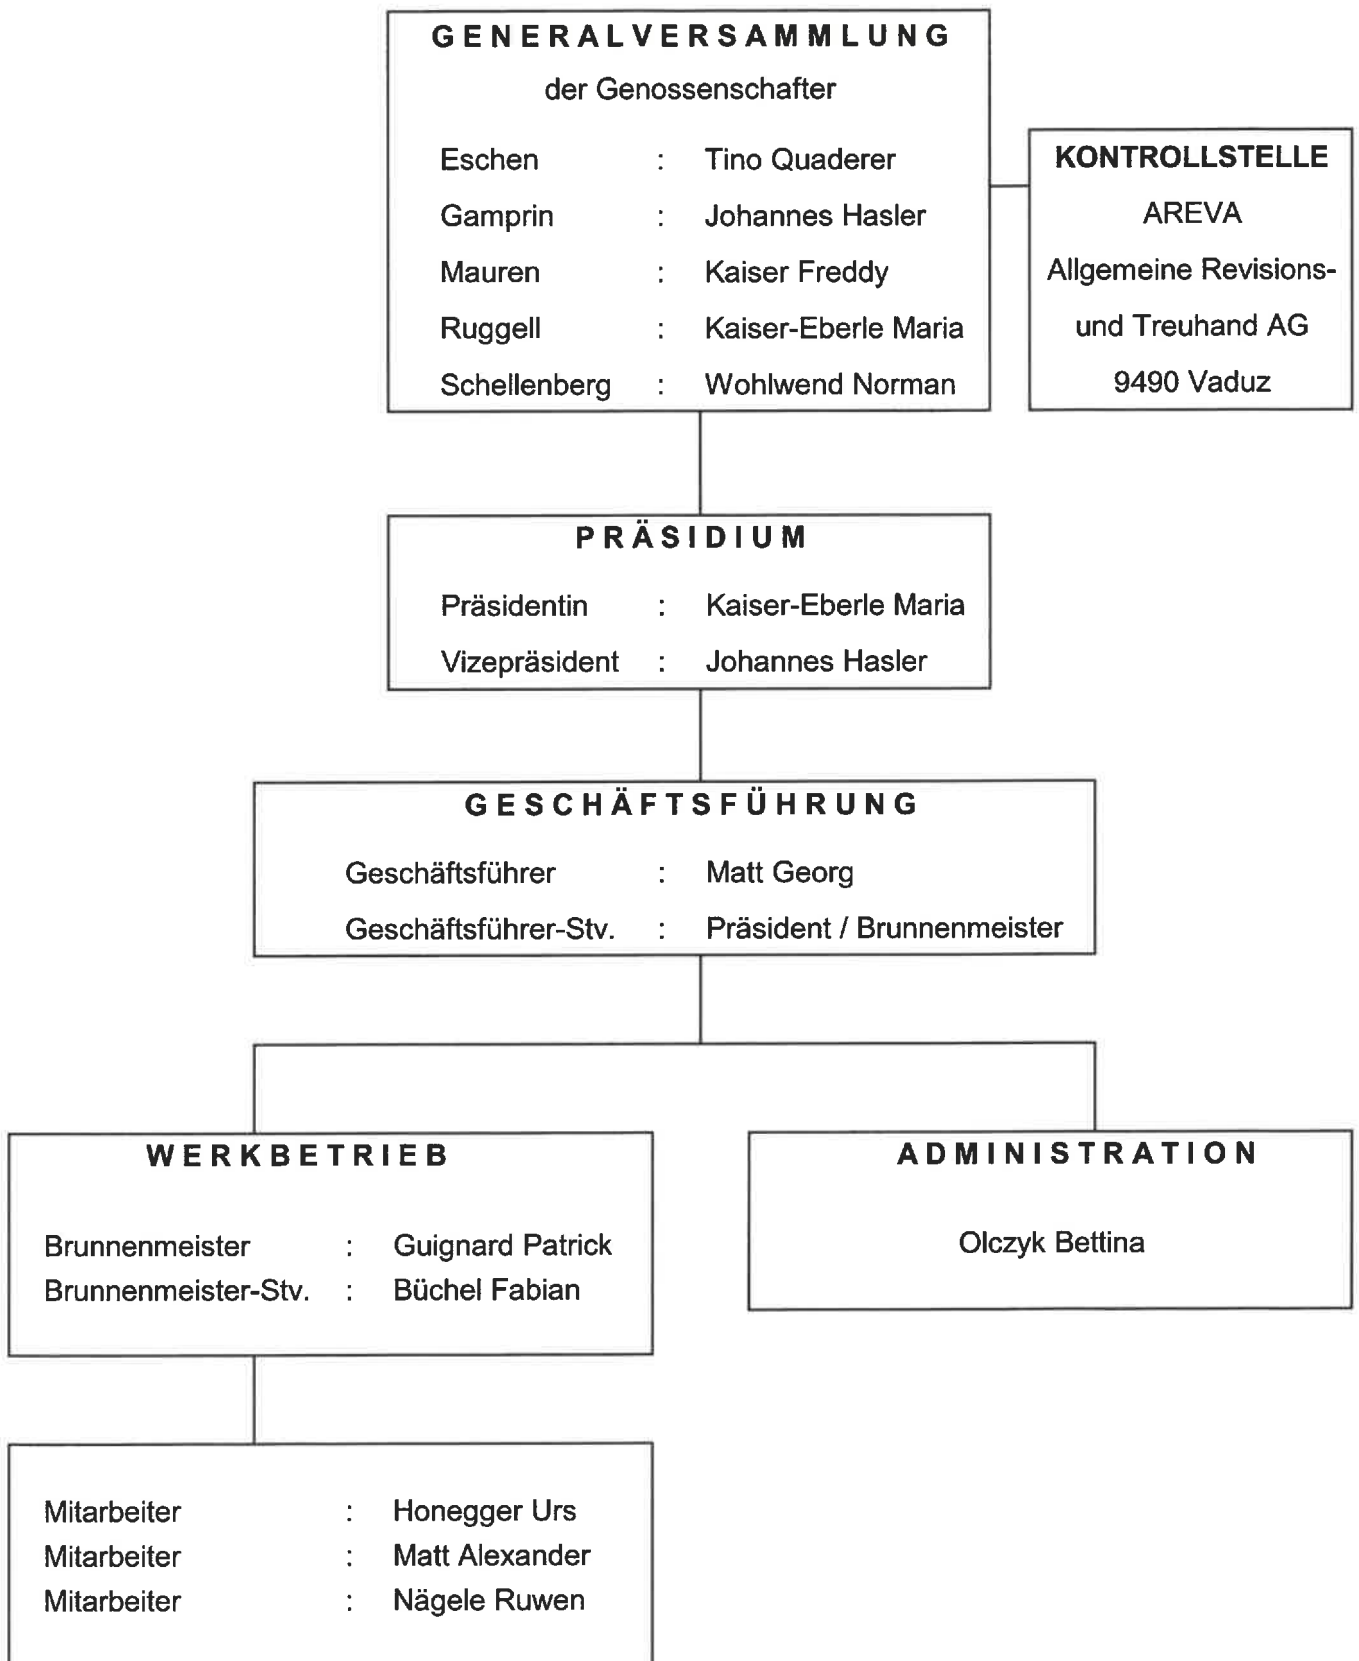 GENERALVERSAMMLUNG
der Genossenschafter
Eschen : Tino Quaderer
Gamprin : Johannes Hasler
Mauren : Kaiser Freddy
Ruggell : Kaiser-Eberle Maria
Schellenberg : Wohlwend Norman
KONTROLLSTELLE
AREVA
Allgemeine Revisions-
und Treuhand AG
9490 Vaduz
PRÄSIDIUM
Präsidentin : Kaiser-Eberle Maria
Vizepräsident : Johannes Hasler
GESCHÄFTSFÜHRUNG
Geschäftsführer : Matt Georg
Geschäftsführer-Stv. : Präsident / Brunnenmeister
WERKBETRIEB
Brunnenmeister : Guignard Patrick
Brunnenmeister-Stv. : Büchel Fabian
ADMINISTRATION
Olczyk Bettina
Mitarbeiter : Honegger Urs
Mitarbeiter : Matt Alexander
Mitarbeiter : Nägele Ruwen